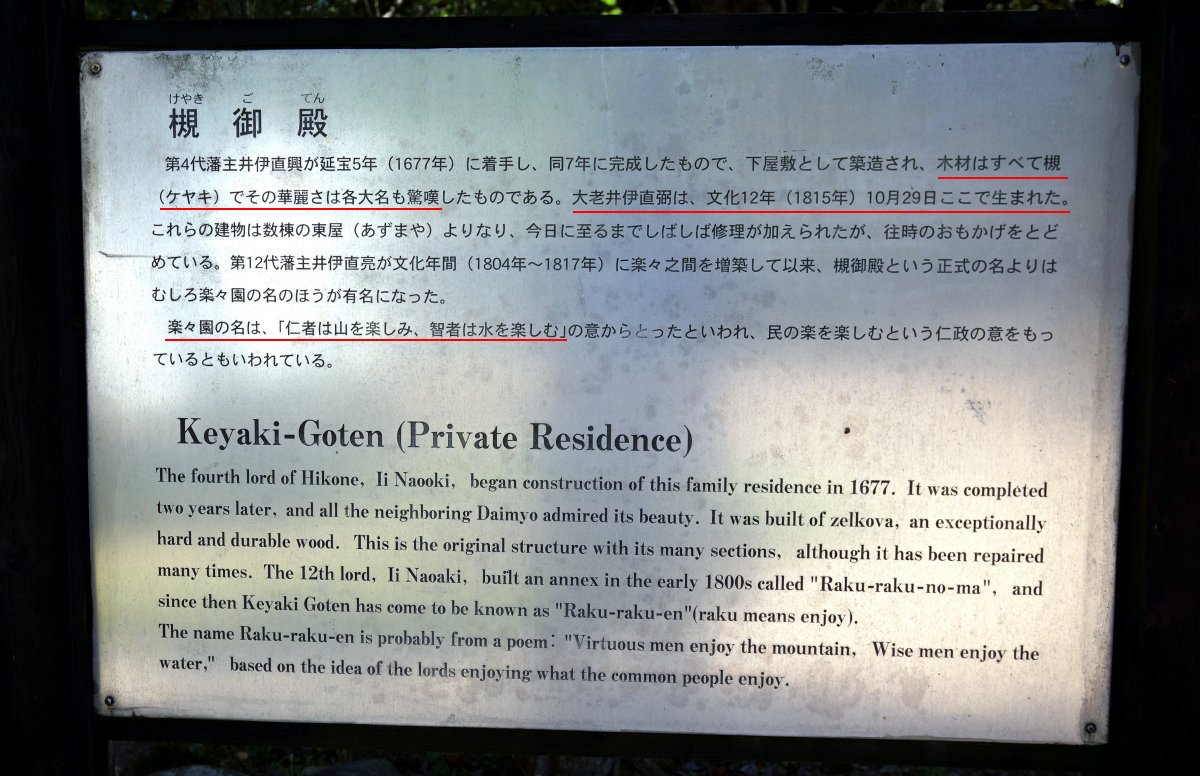 けやき ご てん
槻 御 殿
第4代藩主井伊直興が延宝5年（1677年）に着手し、同7年に完成したもので、下屋敷として築造され、木材はすべて槻
（ケヤキ）でその華麗さは各大名も驚嘆したものである。大老井伊直弼は、文化12年（1815年）10月29日ここで生まれた。
これらの建物は数棟の東屋（あずまや）よりなり、今日に至るまでしばしば修理が加えられたが、往時のおもかげをとど
めている。第12代藩主井伊直亮が文化年間（1804年〜1817年）に楽々之間を増築して以来、槻御殿という正式の名よりは
むしろ楽々園の名のほうが有名になった。
楽々園の名は、「仁者は山を楽しみ、智者は水を楽しむ」の意からとったといわれ、民の楽を楽しむという仁政の意をもっ
ているともいわれている。
Keyaki-Goten (Private Residence)
The fourth lord of Hikone, Ii Naooki, began construction of this family residence in 1677. It was completed
two years later, and all the neighboring Daimyo admired its beauty. It was built of zelkova, an exceptionally
hard and durable wood. This is the original structure with its many sections, although it has been repaired
many times. The 12th lord, Ii Naoaki, built an annex in the early 1800s called "Raku-raku-no-ma", and
since then Keyaki Goten has come to be known as "Raku-raku-en"(raku means enjoy).
The name Raku-raku-en is probably from a poem: "Virtuous men enjoy the mountain, Wise men enjoy the
water," based on the idea of the lords enjoying what the common people enjoy.